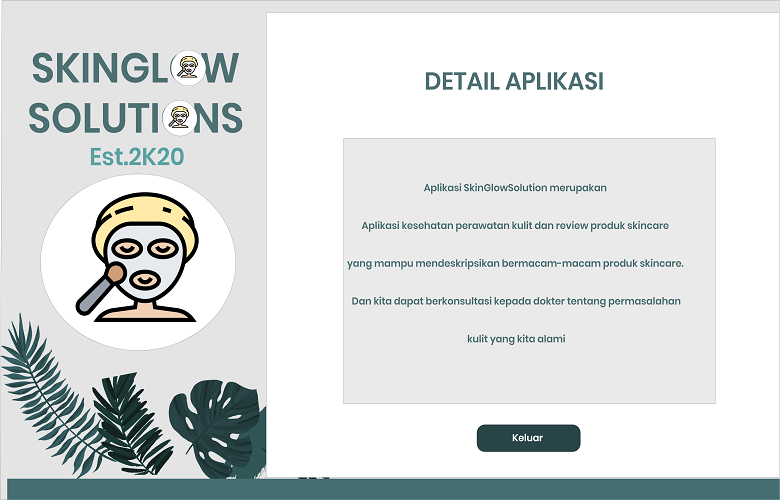 SKINGLOW
SOLUTIONS
Est.2K20
DETAIL APLIKASI
Aplikasi SkinGlowSolution merupakan
Aplikasi kesehatan perawatan kulit dan review produk skincare
yang mampu mendeskripsikan bermacam-macam produk skincare.
Dan kita dapat berkonsultasi kepada dokter tentang permasalahan
kulit yang kita alami
Keluar